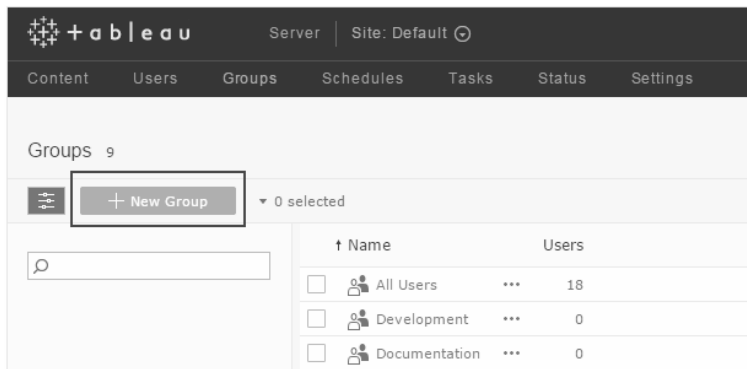 + a b | e a u Server Site: Default
Content Users Groups Schedules Tasks Status Settings
Groups 9
+ New Group ▾ 0 selected
↑ Name Users
All Users ••• 18
Development ••• 0
Documentation ••• 0